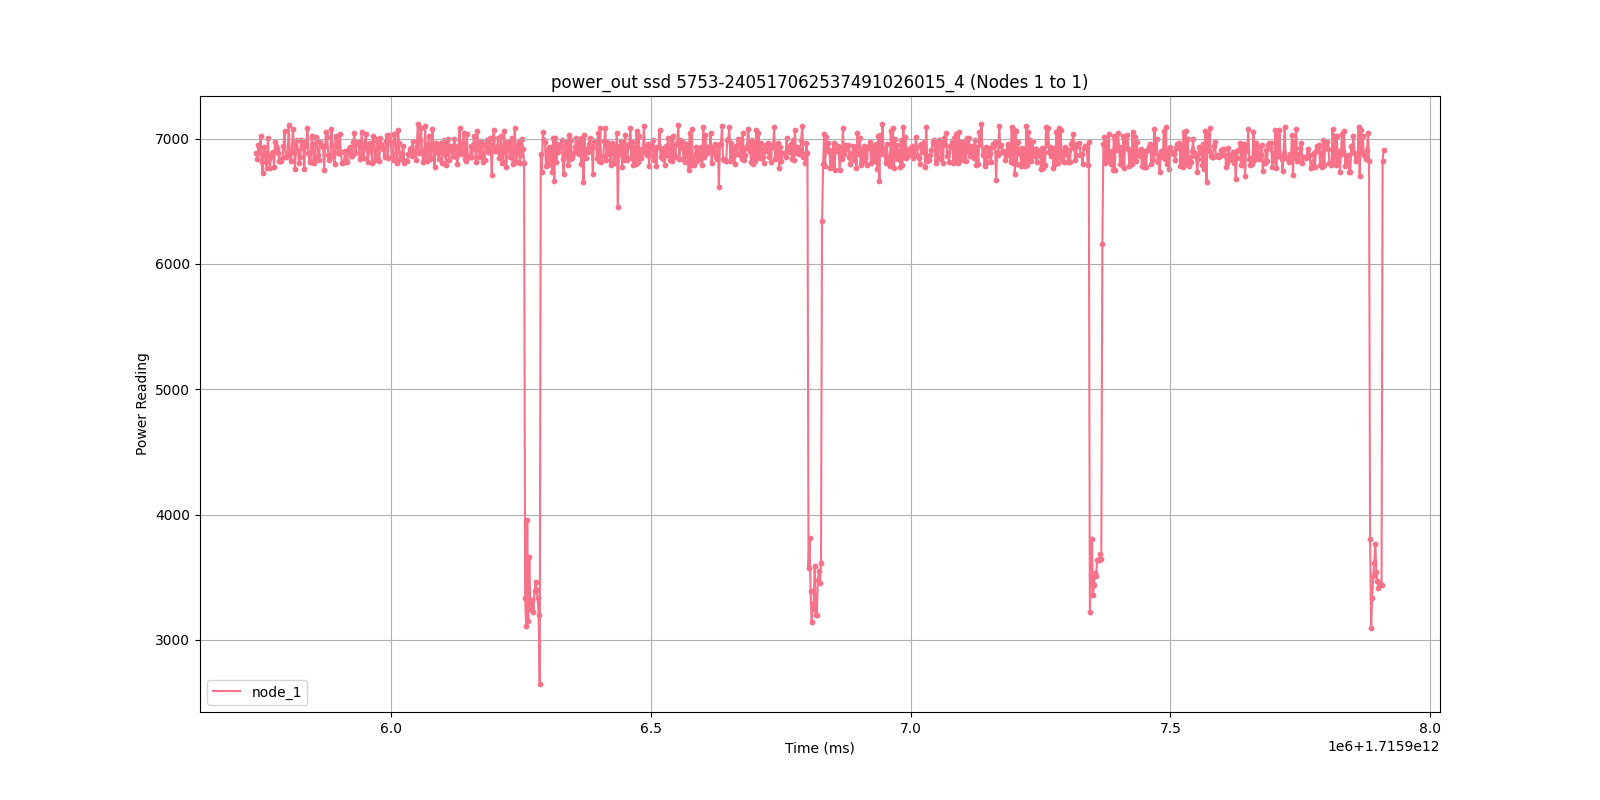 power_out ssd 5753-240517062537491026015_4 (Nodes 1 to 1)
7000
6000
5000
4000
3000
Power Reading
node_1
6.0 6.5 7.0 7.5 8.0
Time (ms)
1e6+1.7159e12